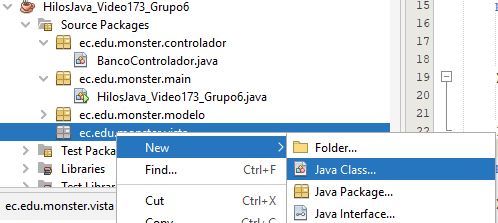 HilosJava_Video173_Grupo6
Source Packages
ec.edu.monster.controlador
BancoControlador.java
ec.edu.monster.main
HilosJava_Video173_Grupo6.java
ec.edu.monster.modelo
ec.edu.monster.vista
Test Packa
Libraries
Test Libra
ec.edu.monster.vista
New
Find... Ctrl+F
Cut Ctrl+X
Copy Ctrl+C
Folder...
Java Class...
Java Package...
Java Interface...
15
16
17
18
19
20
21
22